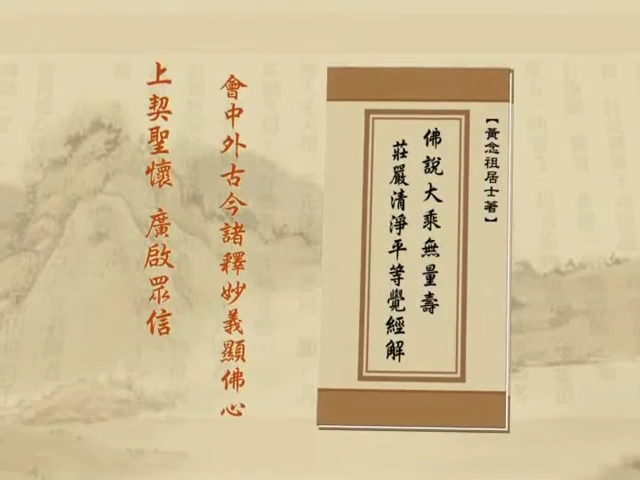 【黃念祖居士著】
佛說大乘無量壽
莊嚴清淨平等覺經解
會中外古今諸釋妙義顯佛心
上契聖懷 廣啟眾信